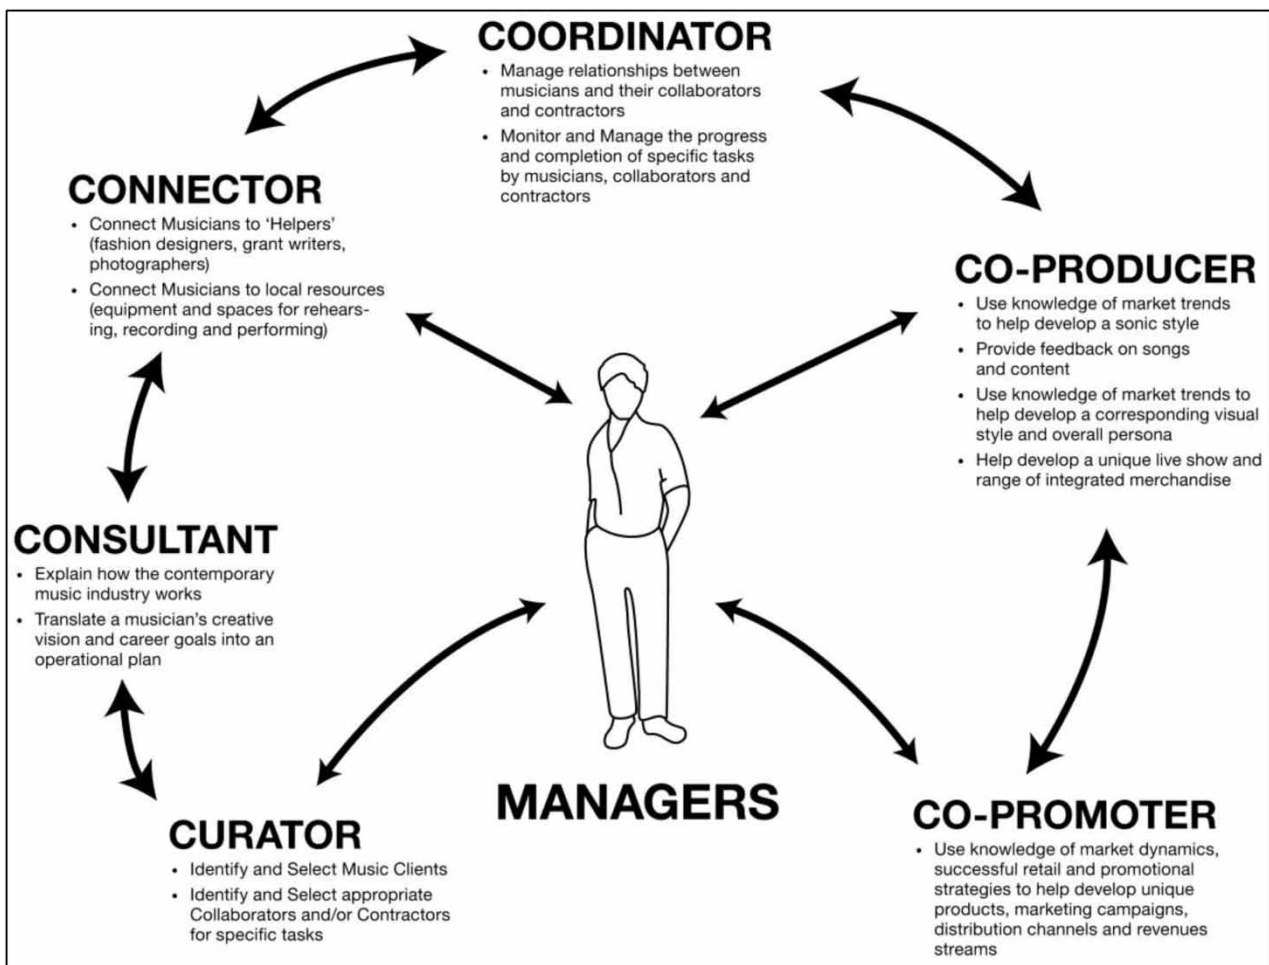 COORDINATOR
• Manage relationships between
musicians and their collaborators
and contractors
• Monitor and Manage the progress
and completion of specific tasks
by musicians, collaborators and
contractors
CONNECTOR
• Connect Musicians to ‘Helpers’
(fashion designers, grant writers,
photographers)
• Connect Musicians to local resources
(equipment and spaces for rehears-
ing, recording and performing)
CO-PRODUCER
• Use knowledge of market trends
to help develop a sonic style
• Provide feedback on songs
and content
• Use knowledge of market trends to
help develop a corresponding visual
style and overall persona
• Help develop a unique live show and
range of integrated merchandise
CONSULTANT
• Explain how the contemporary
music industry works
• Translate a musician’s creative
vision and career goals into an
operational plan
MANAGERS
CURATOR
• Identify and Select Music Clients
• Identify and Select appropriate
Collaborators and/or Contractors
for specific tasks
CO-PROMOTER
• Use knowledge of market dynamics,
successful retail and promotional
strategies to help develop unique
products, marketing campaigns,
distribution channels and revenues
streams